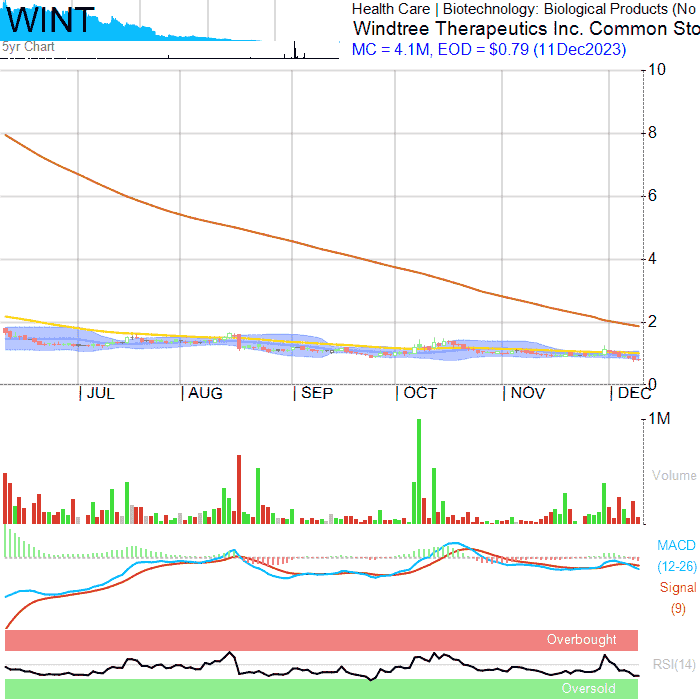 WINT
5yr Chart
Health Care | Biotechnology: Biological Products (No
Windtree Therapeutics Inc. Common Sto
MC = 4.1M, EOD = $0.79 (11Dec2023)
10
8
6
4
2
0
JUL AUG SEP OCT NOV DEC
1M
Volume
MACD
(12-26)
Signal
(9)
Overbought
RSI(14)
Oversold